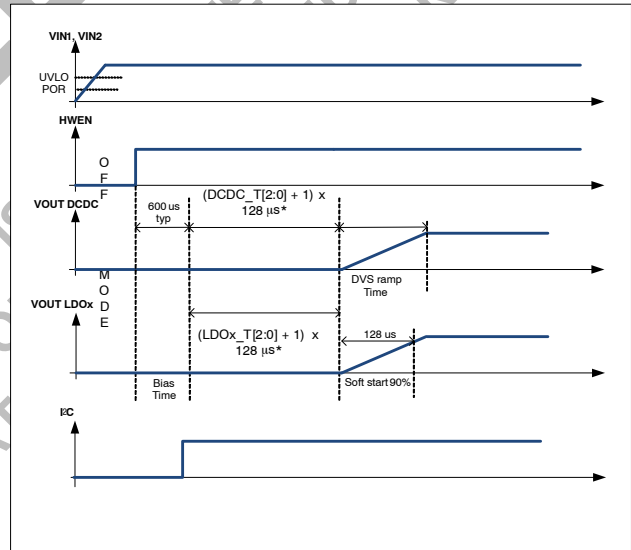 VIN1, VIN2
UVLO
POR
HWEN
O
F
F
VOUT DCDC
600 us
typ
(DCDC_T[2:0] + 1) x
128 µs*
M
O
D
E
DVS ramp
Time
VOUT LDOx
(LDOx_T[2:0] + 1) x
128 µs*
128 us
Bias
Time
Soft start 90%
I2C